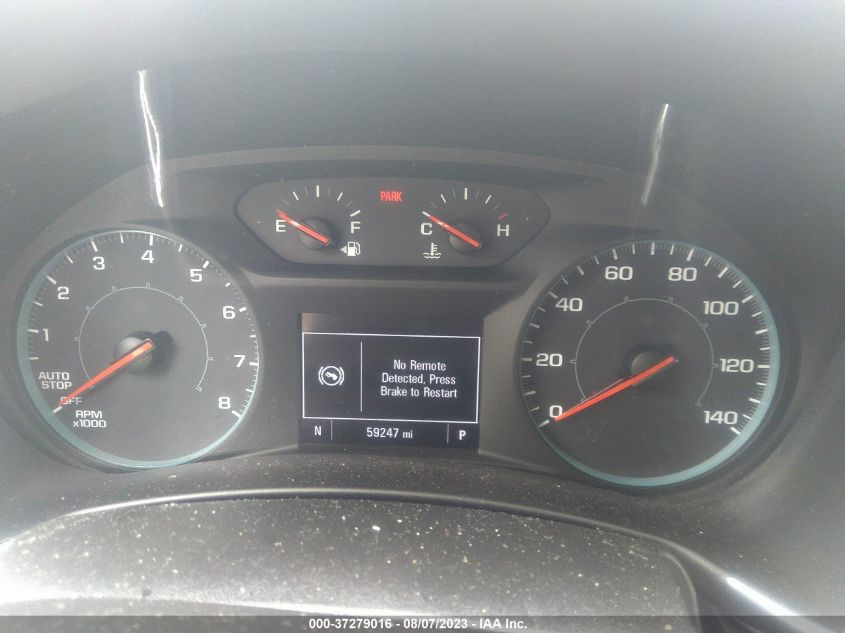 PARK
E
F
C
H
AUTO
STOP
OFF
1
2
3
4
5
6
7
8
RPM
x1000
No Remote
Detected, Press
Brake to Restart
N
59247 mi
P
0
20
40
60
80
100
120
140
000-37279016 - 08/07/2023 - IAA Inc.